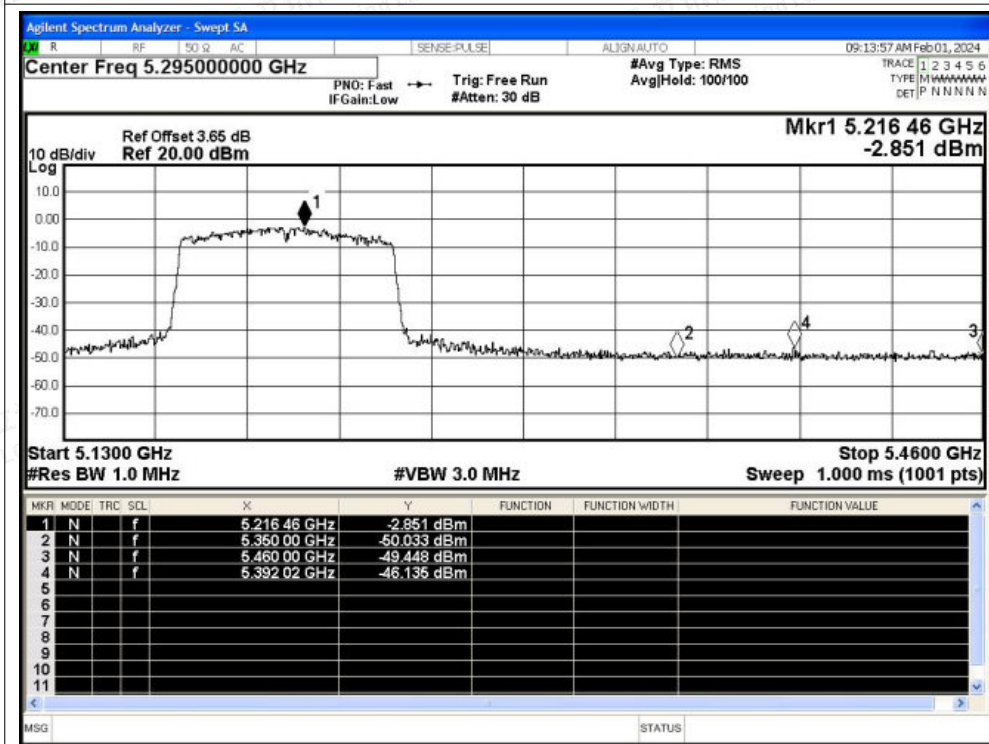 Agilent Spectrum Analyzer - Swept SA
LXI R RF 50 Ω AC SENSE:PULSE ALIGN AUTO 09:13:57 AM Feb 01, 2024
Center Freq 5.295000000 GHz #Avg Type: RMS TRACE 1 2 3 4 5 6
PNO: Fast Trig: Free Run Avg|Hold: 100/100 TYPE M WWWWW
IFGain:Low #Atten: 30 dB DET P N N N N N
Mkr1 5.216 46 GHz
-2.851 dBm
Ref Offset 3.65 dB
10 dB/div Ref 20.00 dBm
Log
10.0
0.00
-10.0
-20.0
-30.0
-40.0
-50.0
-60.0
-70.0
1
2
4
3
Start 5.1300 GHz Stop 5.4600 GHz
#Res BW 1.0 MHz #VBW 3.0 MHz Sweep 1.000 ms (1001 pts)
MKR MODE TRC SCL X Y FUNCTION FUNCTION WIDTH FUNCTION VALUE
1 N f 5.216 46 GHz -2.851 dBm
2 N f 5.350 00 GHz -50.033 dBm
3 N f 5.460 00 GHz -49.448 dBm
4 N f 5.392 02 GHz -46.135 dBm
5
6
7
8
9
10
11
MSG STATUS